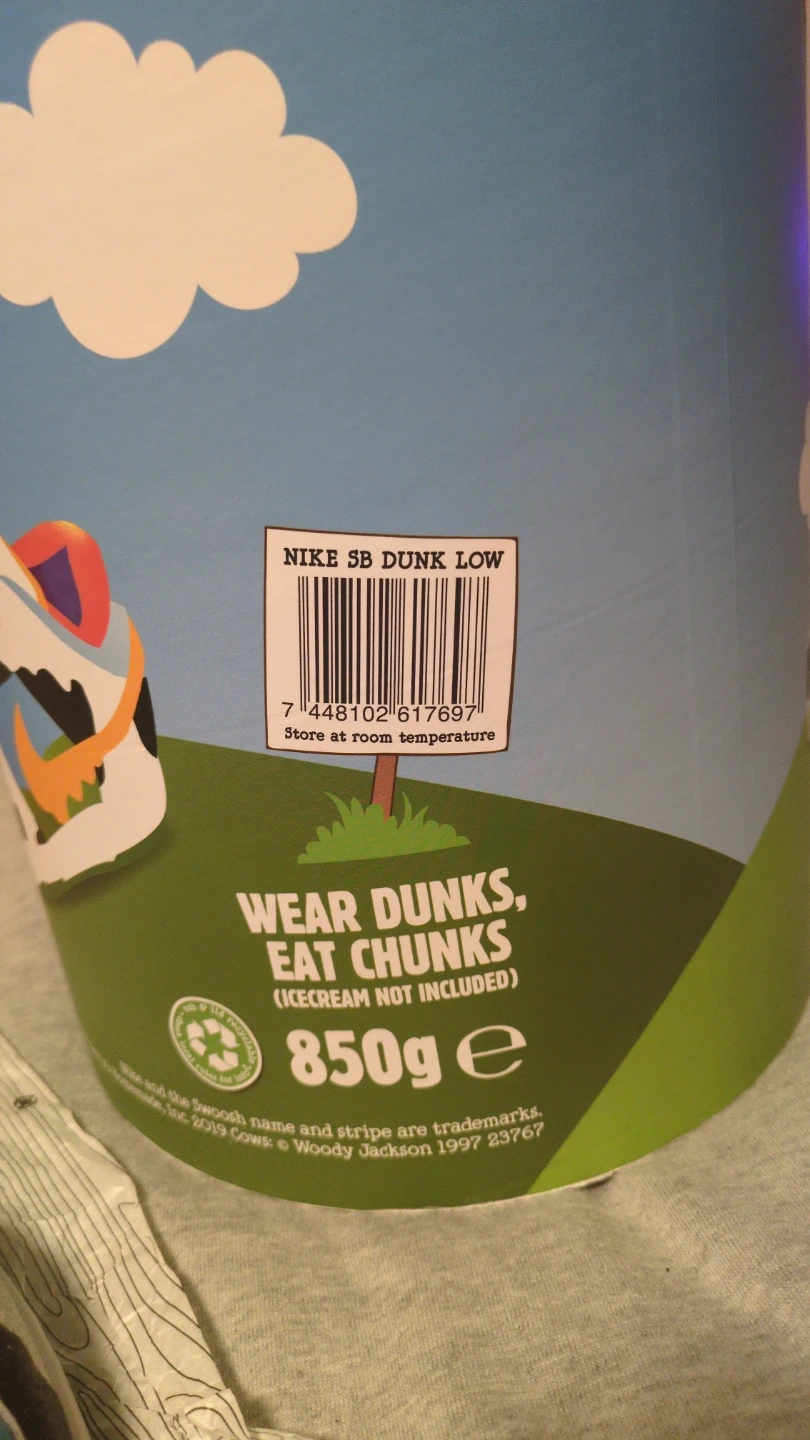 NIKE SB DUNK LOW
7 448102 617697
Store at room temperature
WEAR DUNKS,
EAT CHUNKS
(ICECREAM NOT INCLUDED)
850g e
Nike and the Swoosh name and stripe are trademarks.
Homemade, Inc 2019 Cows: © Woody Jackson 1997 23767